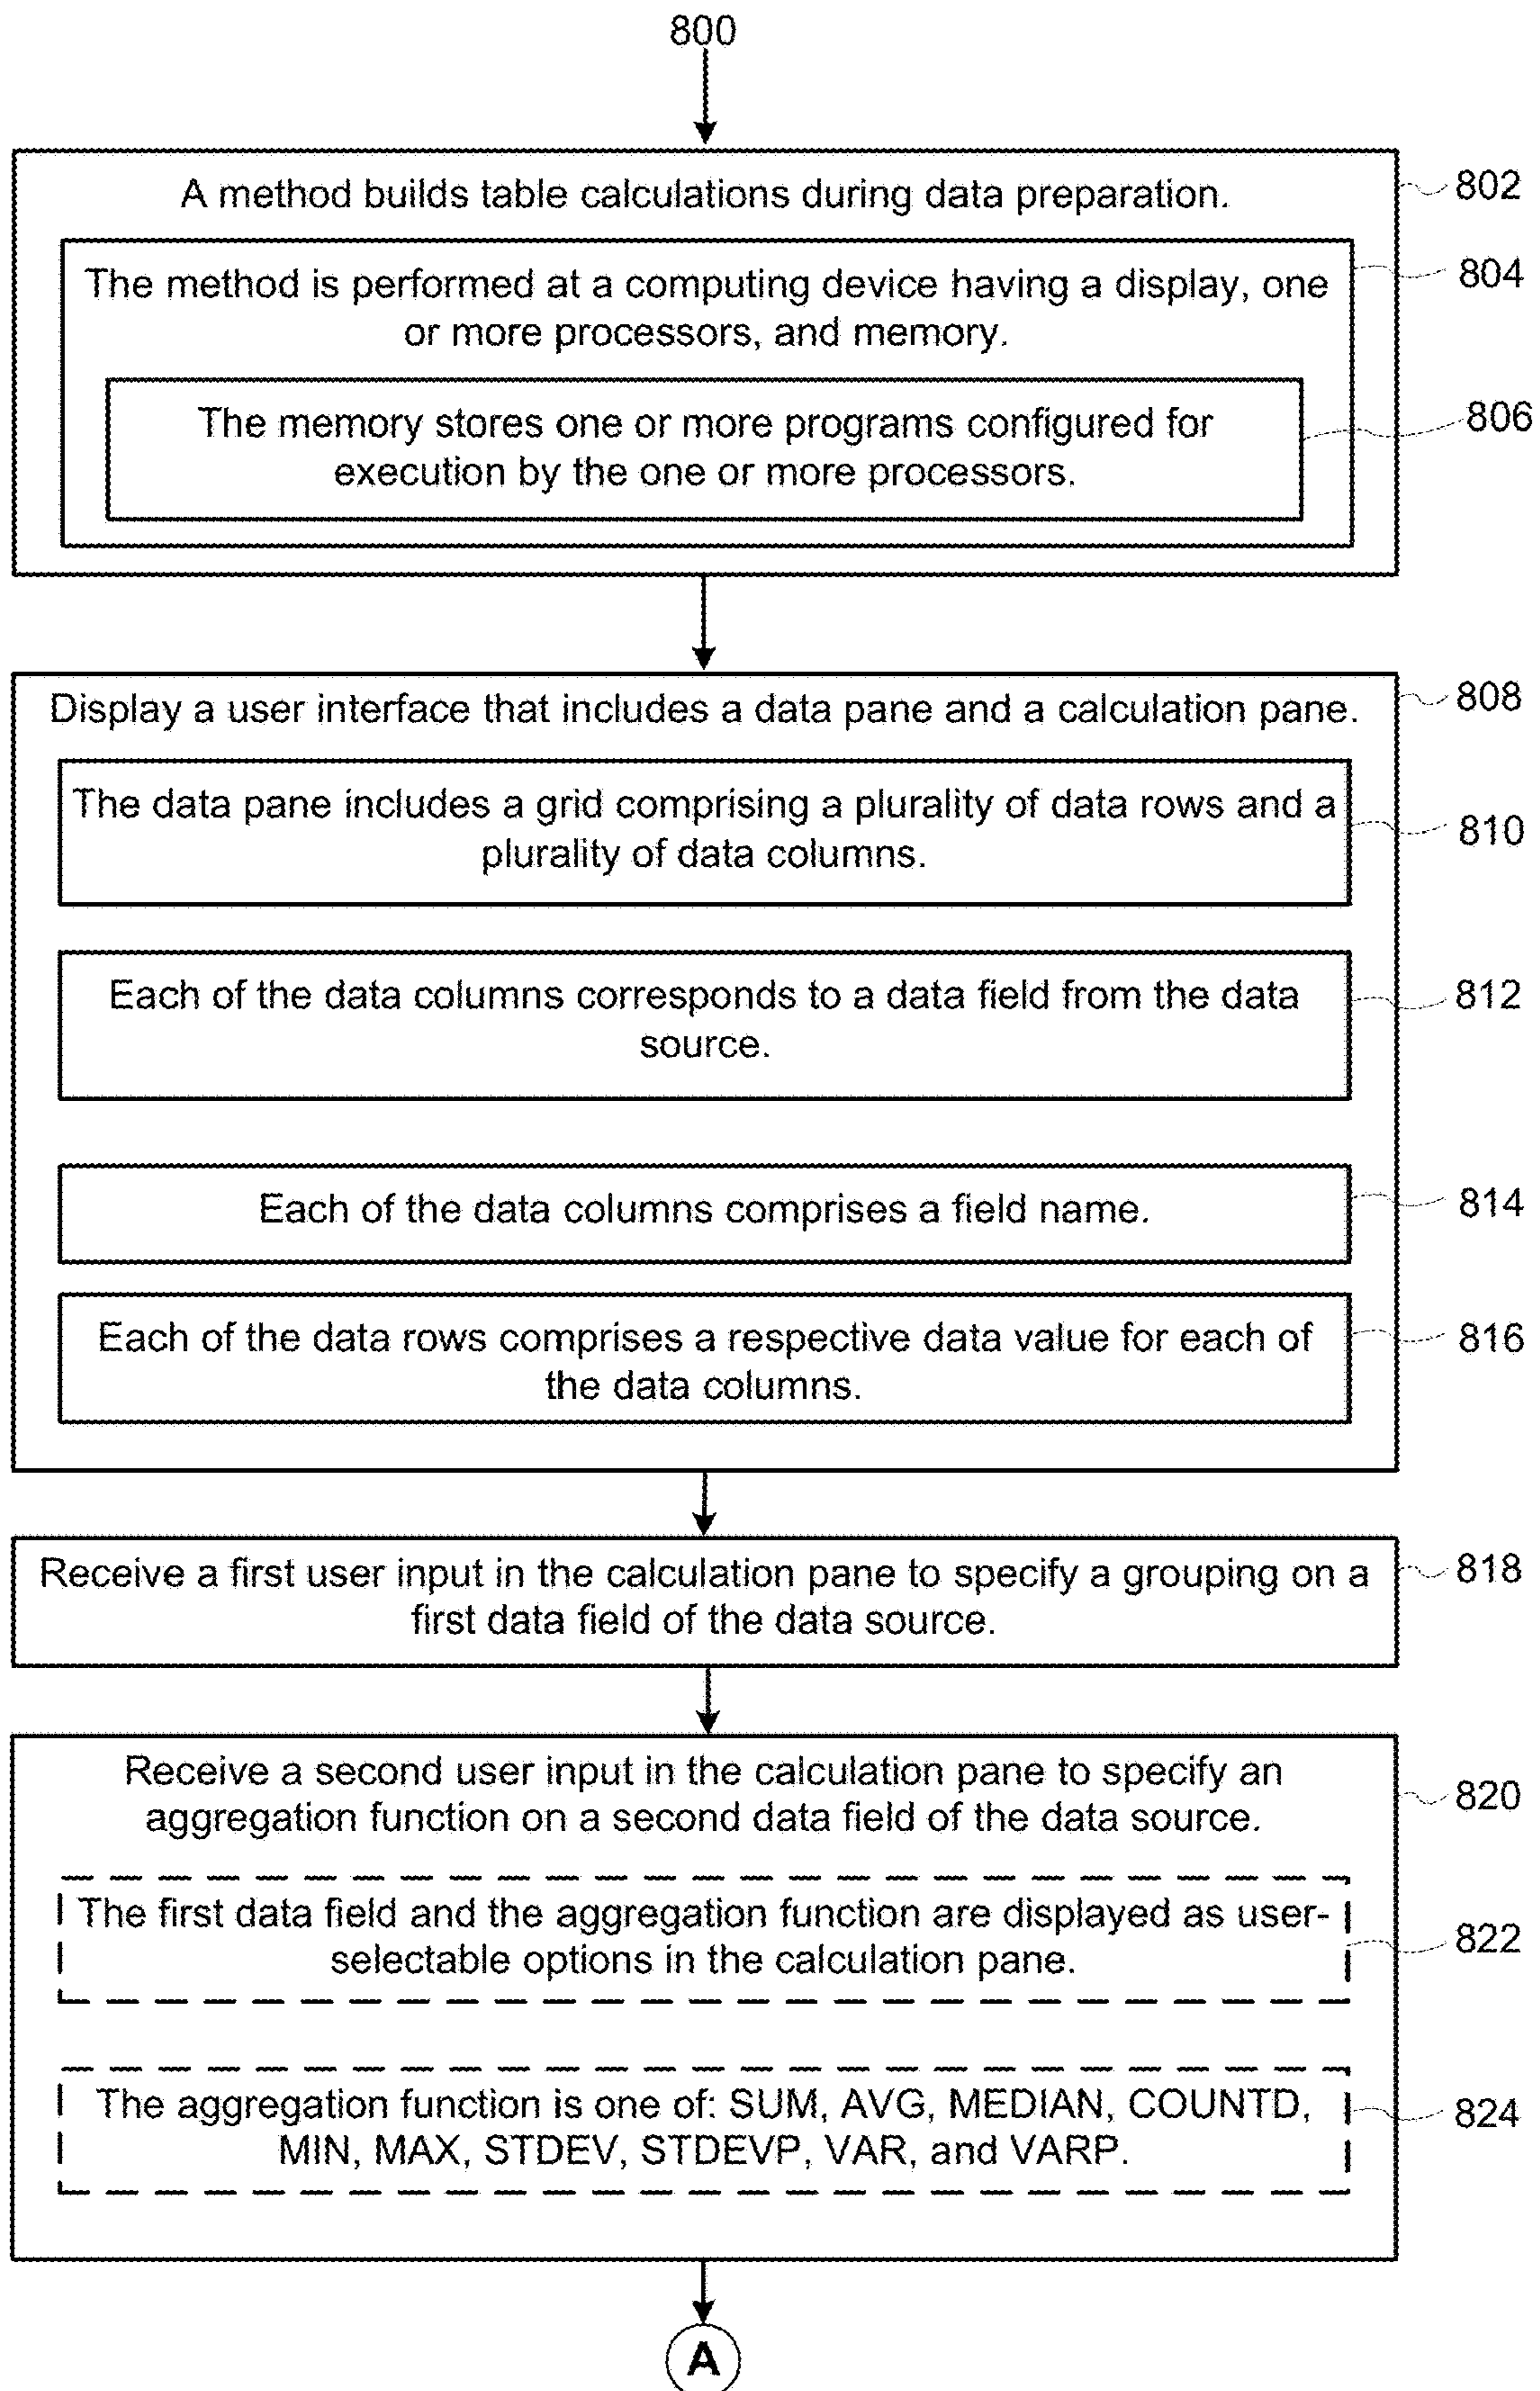 800
A method builds table calculations during data preparation.
802
The method is performed at a computing device having a display, one
or more processors, and memory.
804
The memory stores one or more programs configured for
execution by the one or more processors.
806
Display a user interface that includes a data pane and a calculation pane.
808
The data pane includes a grid comprising a plurality of data rows and a
plurality of data columns.
810
Each of the data columns corresponds to a data field from the data
source.
812
Each of the data columns comprises a field name.
814
Each of the data rows comprises a respective data value for each of
the data columns.
816
Receive a first user input in the calculation pane to specify a grouping on a
first data field of the data source.
818
Receive a second user input in the calculation pane to specify an
aggregation function on a second data field of the data source.
820
The first data field and the aggregation function are displayed as user-
selectable options in the calculation pane.
822
The aggregation function is one of: SUM, AVG, MEDIAN, COUNTD,
MIN, MAX, STDEV, STDEVP, VAR, and VARP.
824
A